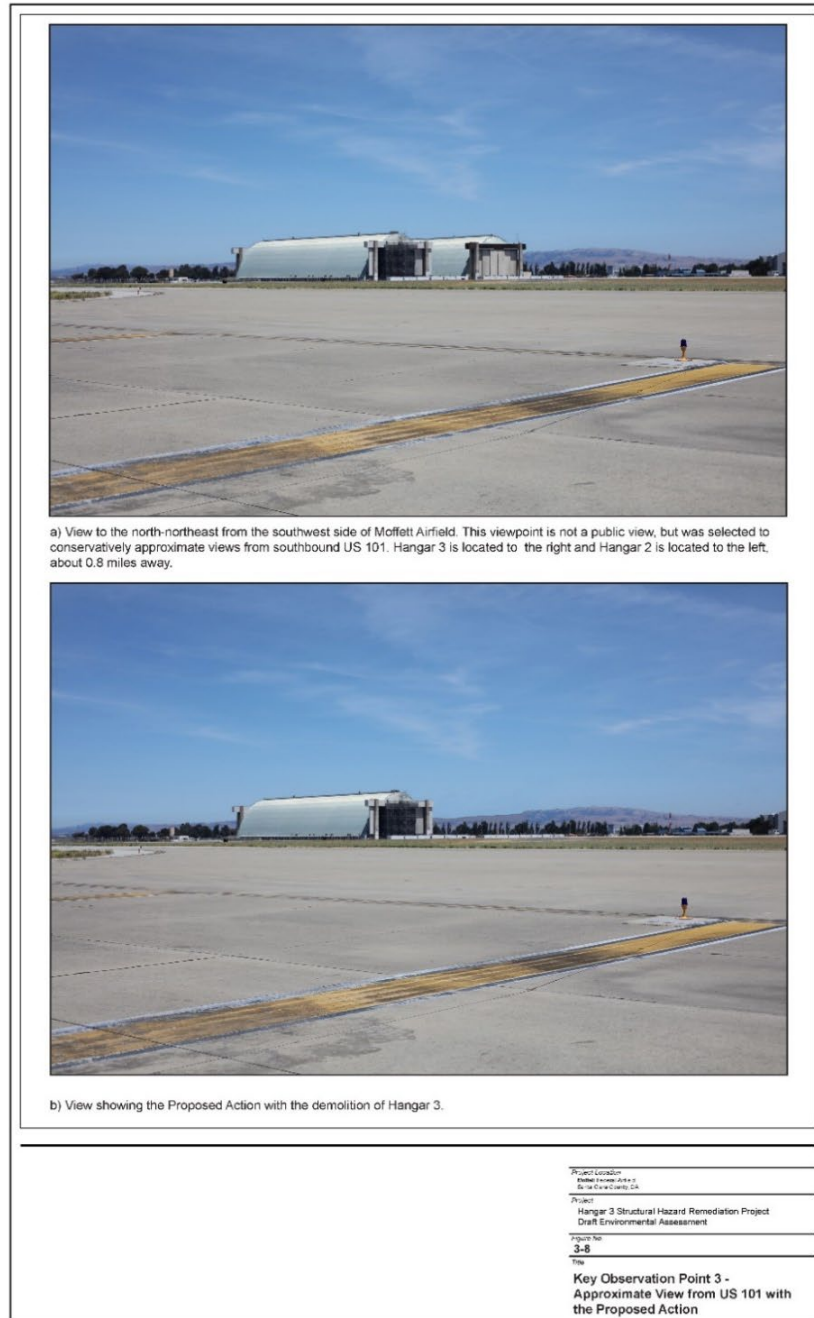 a) View to the north-northeast from the southwest side of Moffett Airfield. This viewpoint is not a public view, but was selected to
conservatively approximate views from southbound US 101. Hangar 3 is located to the right and Hangar 2 is located to the left,
about 0.8 miles away.
b) View showing the Proposed Action with the demolition of Hangar 3.
Project Location
Moffett Federal Airfield
Santa Clara County, CA
Project
Hangar 3 Structural Hazard Remediation Project
Draft Environmental Assessment
Figure No.
3-8
Title
Key Observation Point 3 -
Approximate View from US 101 with
the Proposed Action